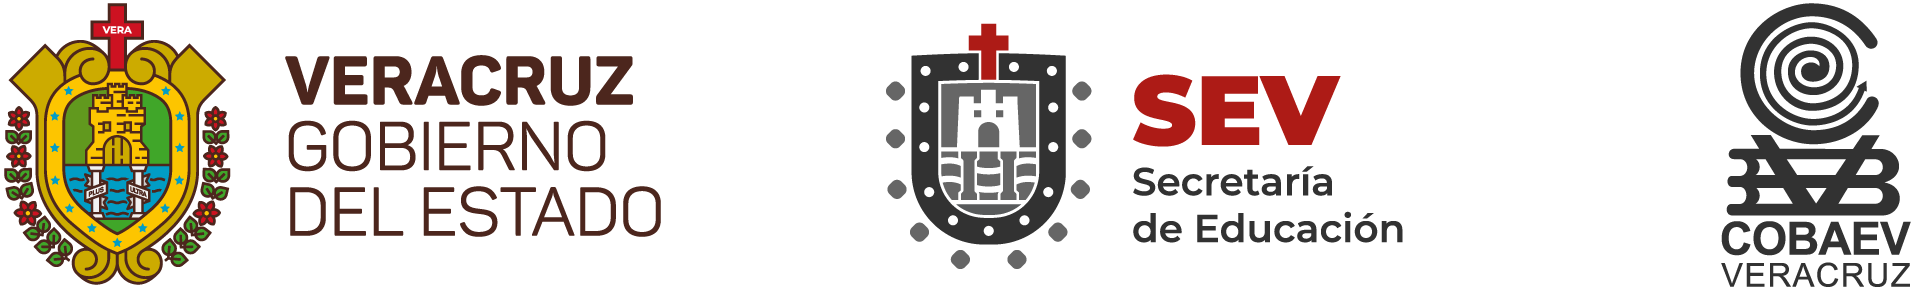 VERA
PLUS ULTRA
VERACRUZ
GOBIERNO
DEL ESTADO
SEV
Secretaría
de Educación
COBAEV
VERACRUZ